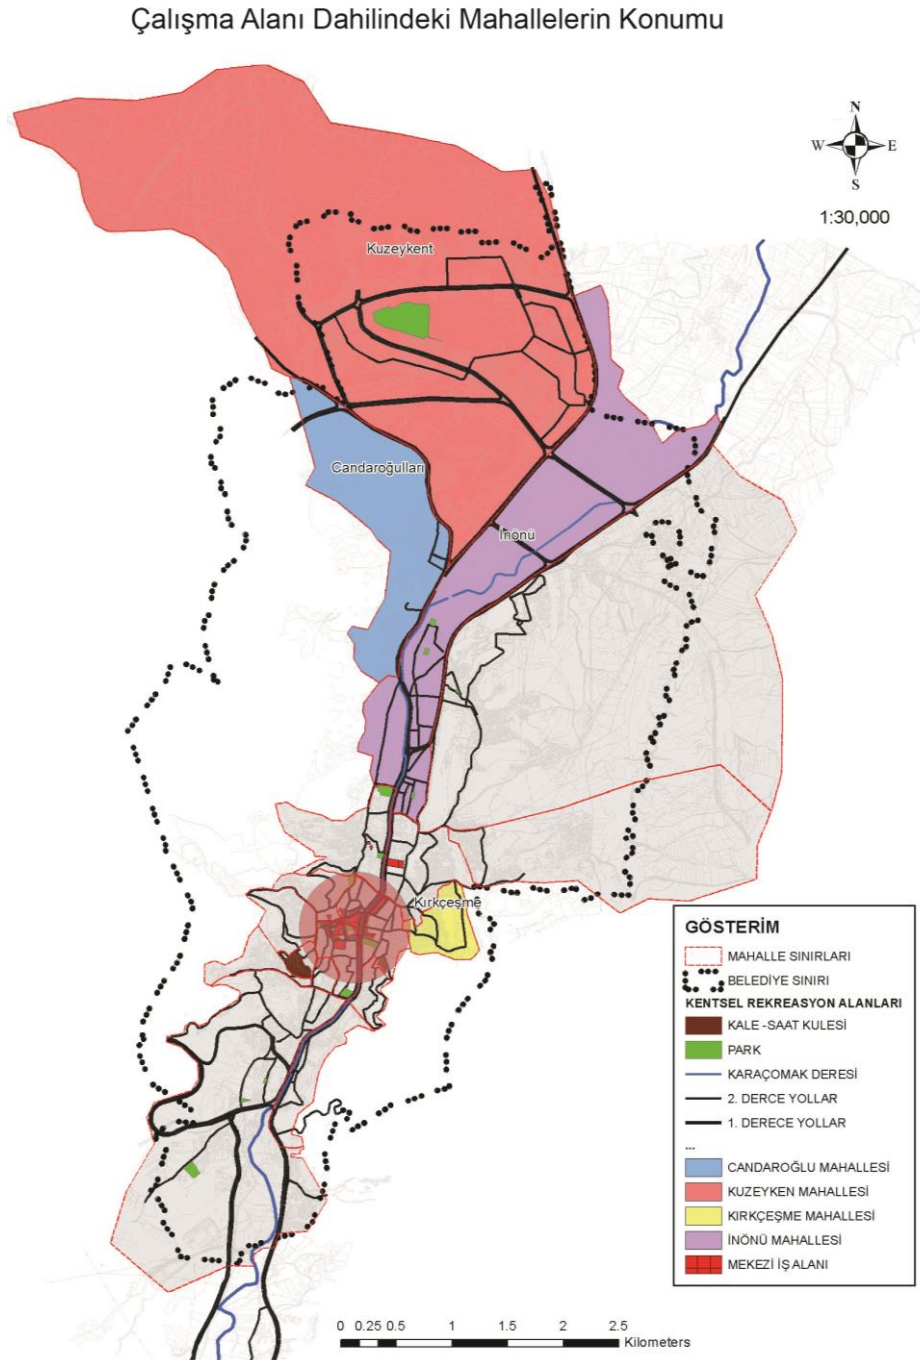 Çalışma Alanı Dahilindeki Mahallelerin Konumu
N
W
E
S
1:30,000
Kuzeykent
Candaroğulları
İnönü
Kırkçeşme
GÖSTERİM
MAHALLE SINIRLARI
BELEDİYE SINIRI
KENTSEL REKREASYON ALANLARI
KALE -SAAT KULESİ
PARK
KARAÇOMAK DERESİ
2. DERCE YOLLAR
1. DERECE YOLLAR
...
CANDAROĞLU MAHALLESİ
KUZEYKEN MAHALLESİ
KIRKÇEŞME MAHALLESİ
İNÖNÜ MAHALLESİ
MEKEZİ İŞ ALANI
0 0.25 0.5 1 1.5 2 2.5
Kilometers